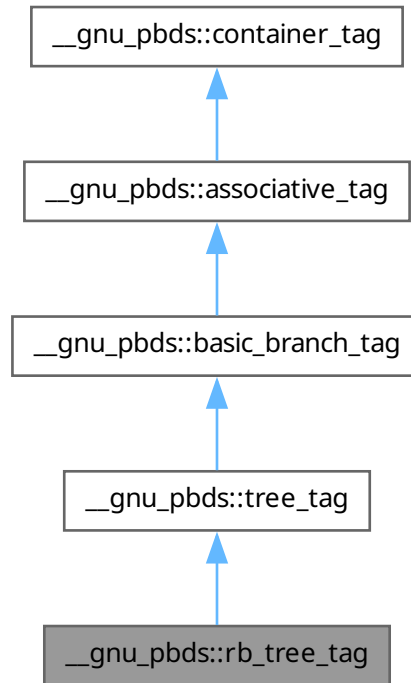 __gnu_pbds::container_tag
__gnu_pbds::associative_tag
__gnu_pbds::basic_branch_tag
__gnu_pbds::tree_tag
__gnu_pbds::rb_tree_tag